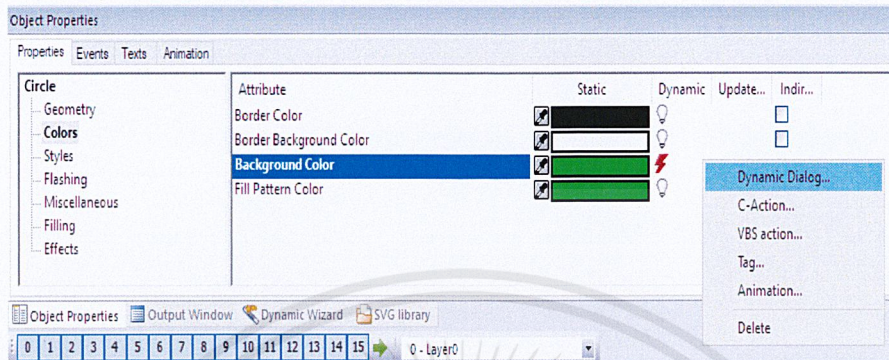 Object Properties
Properties Events Texts Animation
Circle
Geometry
Colors
Styles
Flashing
Miscellaneous
Filling
Effects
Attribute Static Dynamic Update... Indir...
Border Color
Border Background Color
Background Color
Fill Pattern Color
Dynamic Dialog...
C-Action...
VBS action...
Tag...
Animation...
Delete
Object Properties Output Window Dynamic Wizard SVG library
0 1 2 3 4 5 6 7 8 9 10 11 12 13 14 15 0 - Layer0